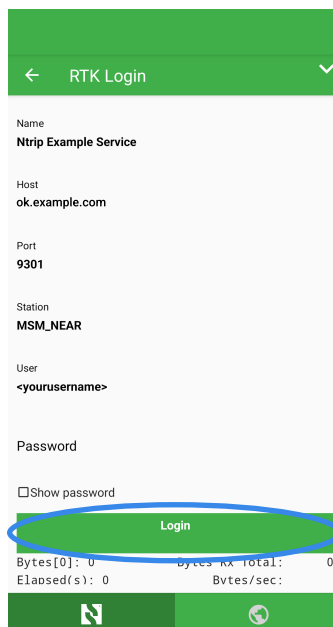 RTK Login
Name
Ntrip Example Service
Host
ok.example.com
Port
9301
Station
MSM_NEAR
User
<yourusername>
Password
Show password
Login
Bytes[0]: 0 Bytes Rx Total: 0
Elapsed(s): 0 Bytes/sec: